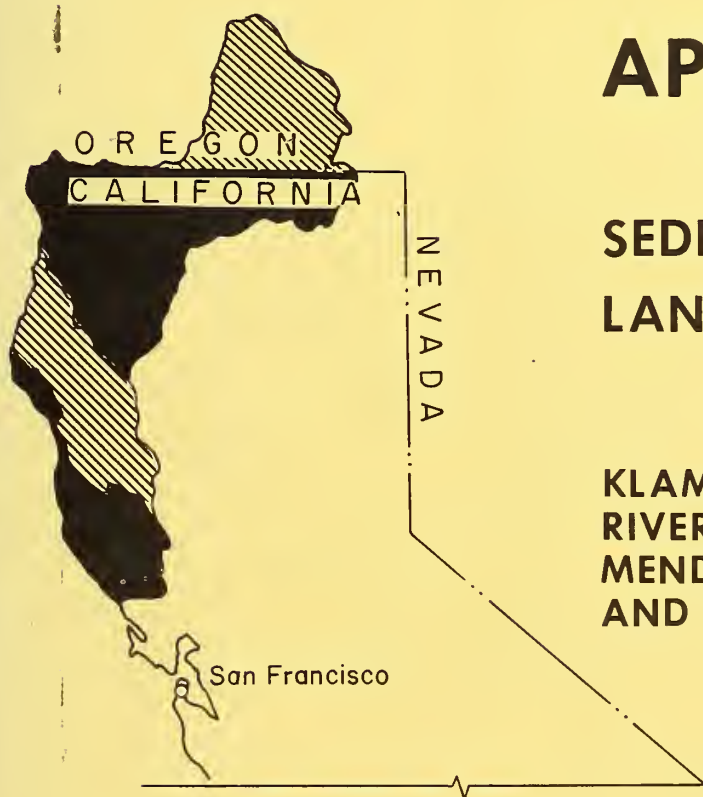 AP
OREGON
CALIFORNIA
NEVADA
SEDI
LAN
KLAM
RIVER
MEND
AND
San Francisco